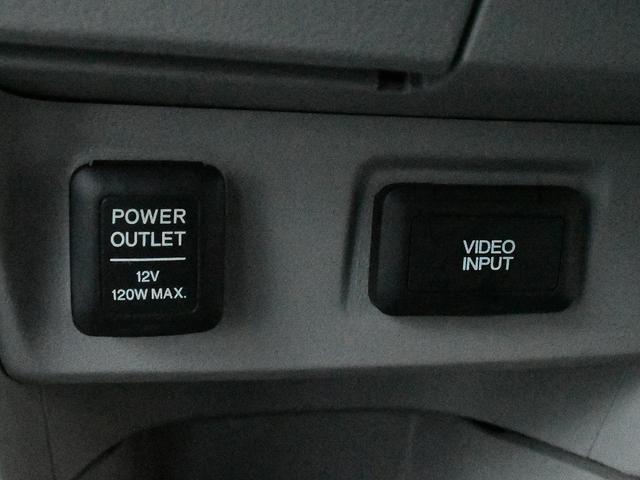 POWER
OUTLET
12V
120W MAX.
VIDEO
INPUT